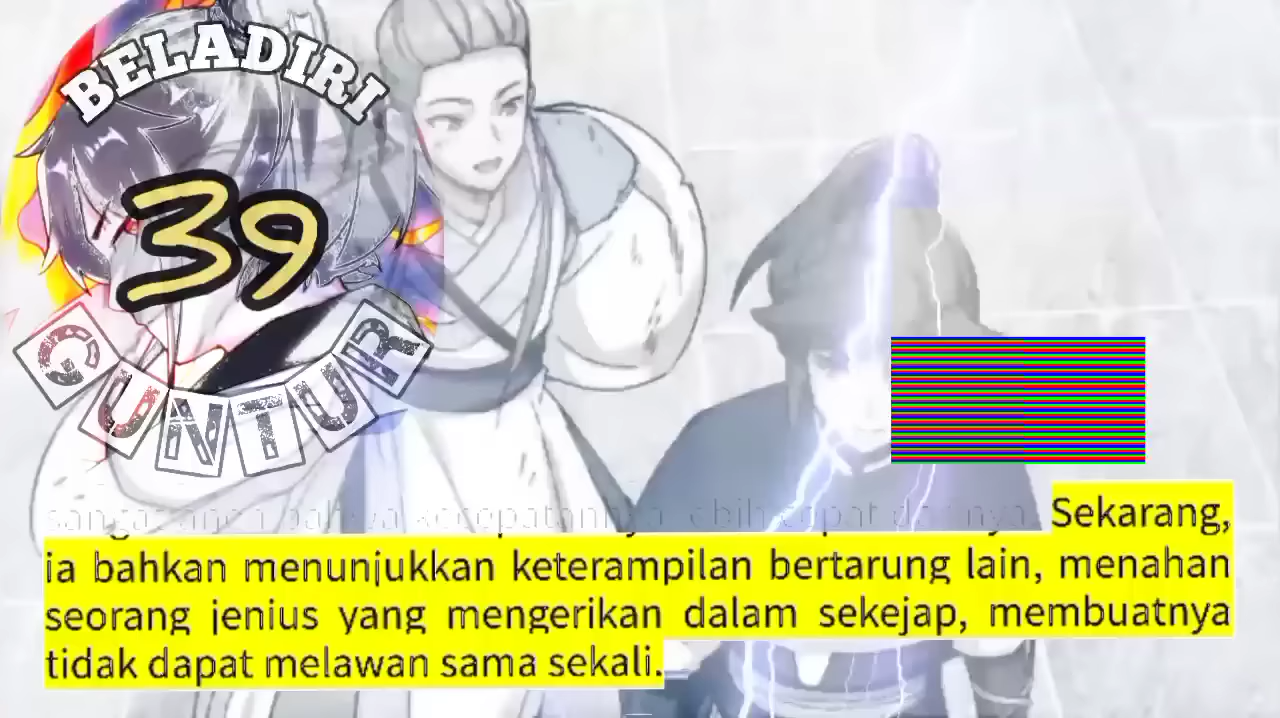 BELADIRI
39
GUNTUR
Sekarang,
ia bahkan menunjukkan keterampilan bertarung lain, menahan
seorang jenius yang mengerikan dalam sekejap, membuatnya
tidak dapat melawan sama sekali.